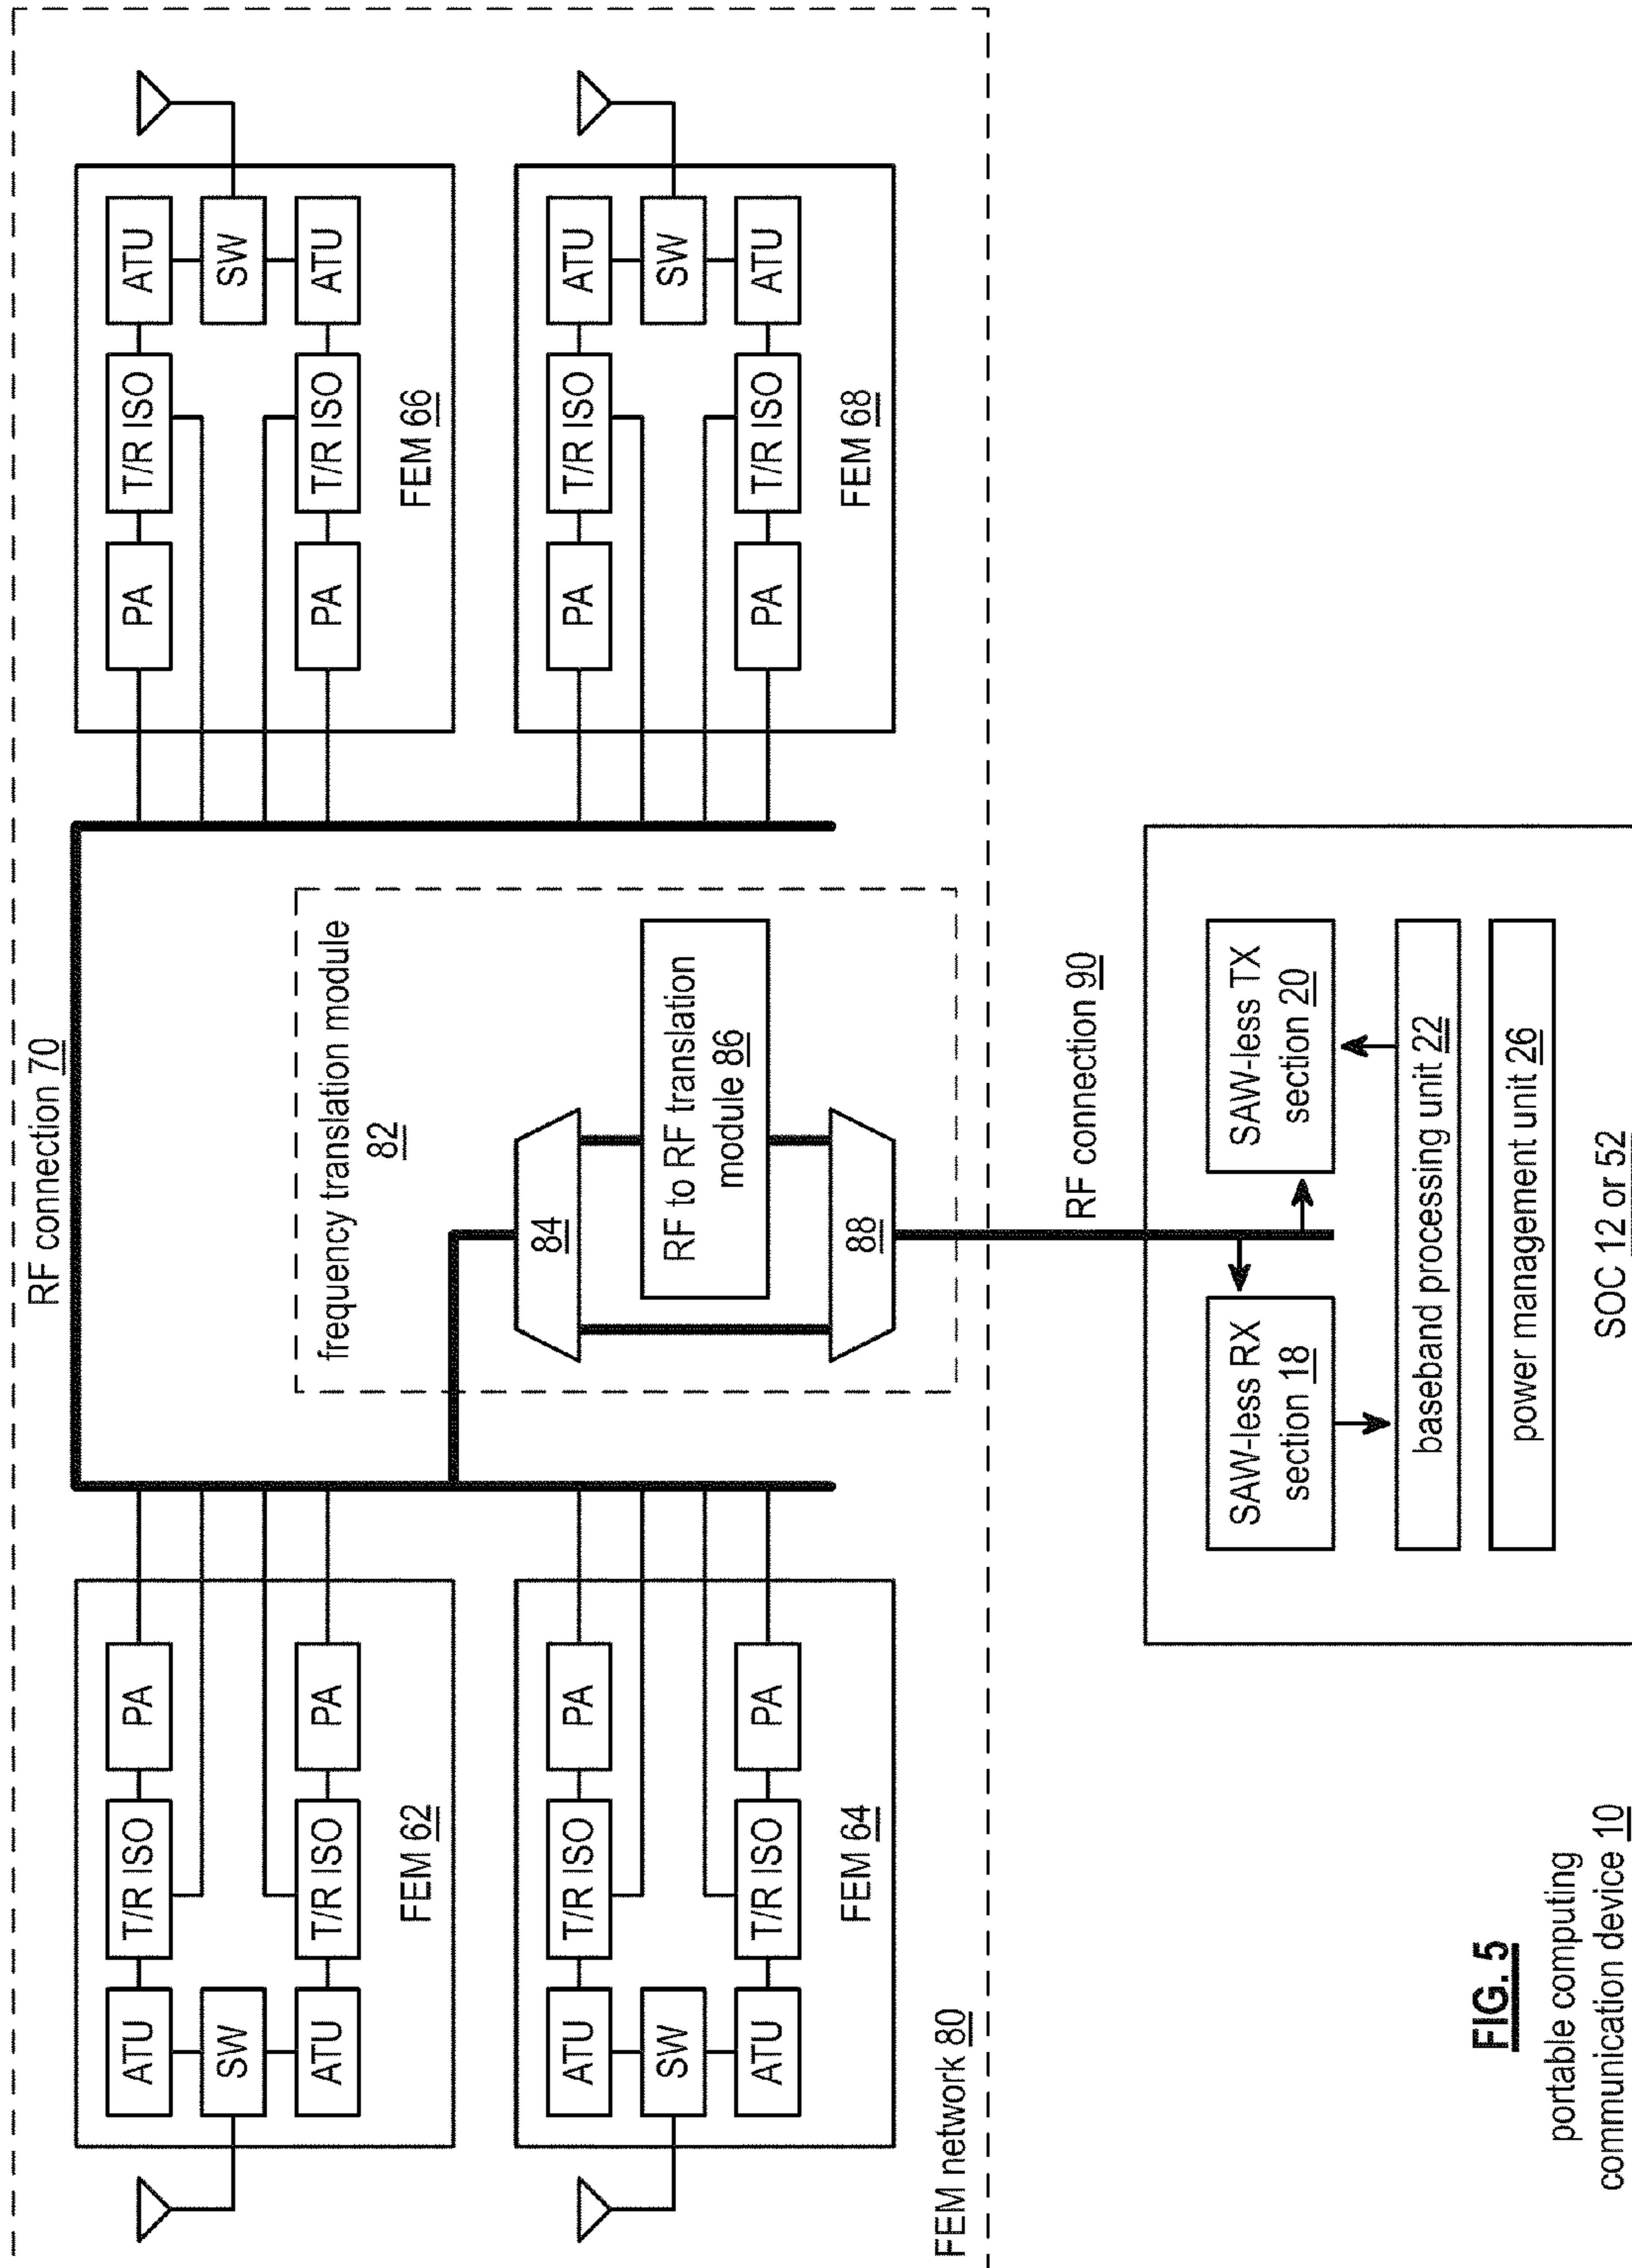 RF connection 70
ATU T/R ISO PA
SW
ATU T/R ISO PA
FEM 62
PA T/R ISO ATU
SW
PA T/R ISO ATU
FEM 66
frequency translation module
82
84
RF to RF translation
module 86
88
ATU T/R ISO PA
SW
ATU T/R ISO PA
FEM 64
PA T/R ISO ATU
SW
PA T/R ISO ATU
FEM 68
FEM network 80
RF connection 90
SAW-less RX
section 18
SAW-less TX
section 20
baseband processing unit 22
power management unit 26
SOC 12 or 52
FIG. 5
portable computing
communication device 10